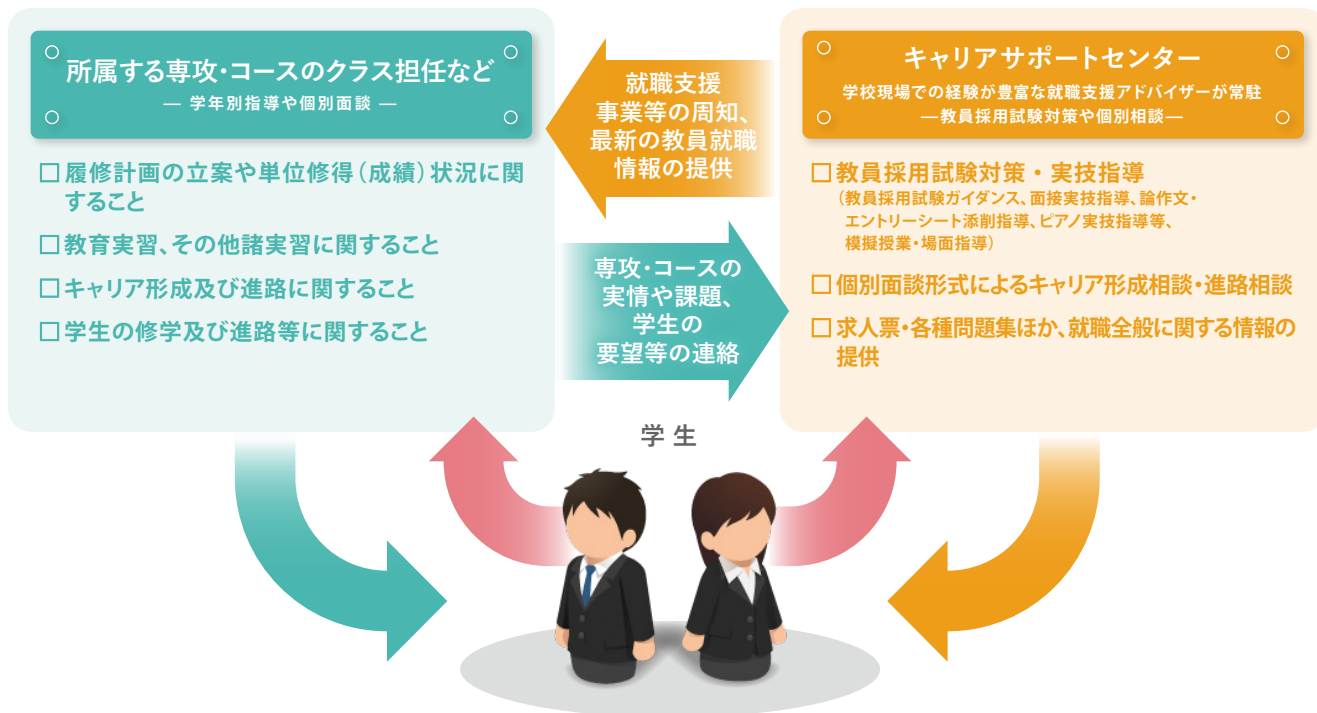 所属する専攻・コースのクラス担任など
― 学年別指導や個別面談 ―
□履修計画の立案や単位修得(成績)状況に関
すること
□教育実習、その他諸実習に関すること
□キャリア形成及び進路に関すること
□学生の修学及び進路等に関すること
就職支援
事業等の周知、
最新の教員就職
情報の提供
専攻・コースの
実情や課題、
学生の
要望等の連絡
キャリアサポートセンター
学校現場での経験が豊富な就職支援アドバイザーが常駐
―教員採用試験対策や個別相談―
□教員採用試験対策・実技指導
(教員採用試験ガイダンス、面接実技指導、論作文・
エントリーシート添削指導、ピアノ実技指導等、
模擬授業・場面指導)
□個別面談形式によるキャリア形成相談・進路相談
□求人票・各種問題集ほか、就職全般に関する情報の
提供
学 生